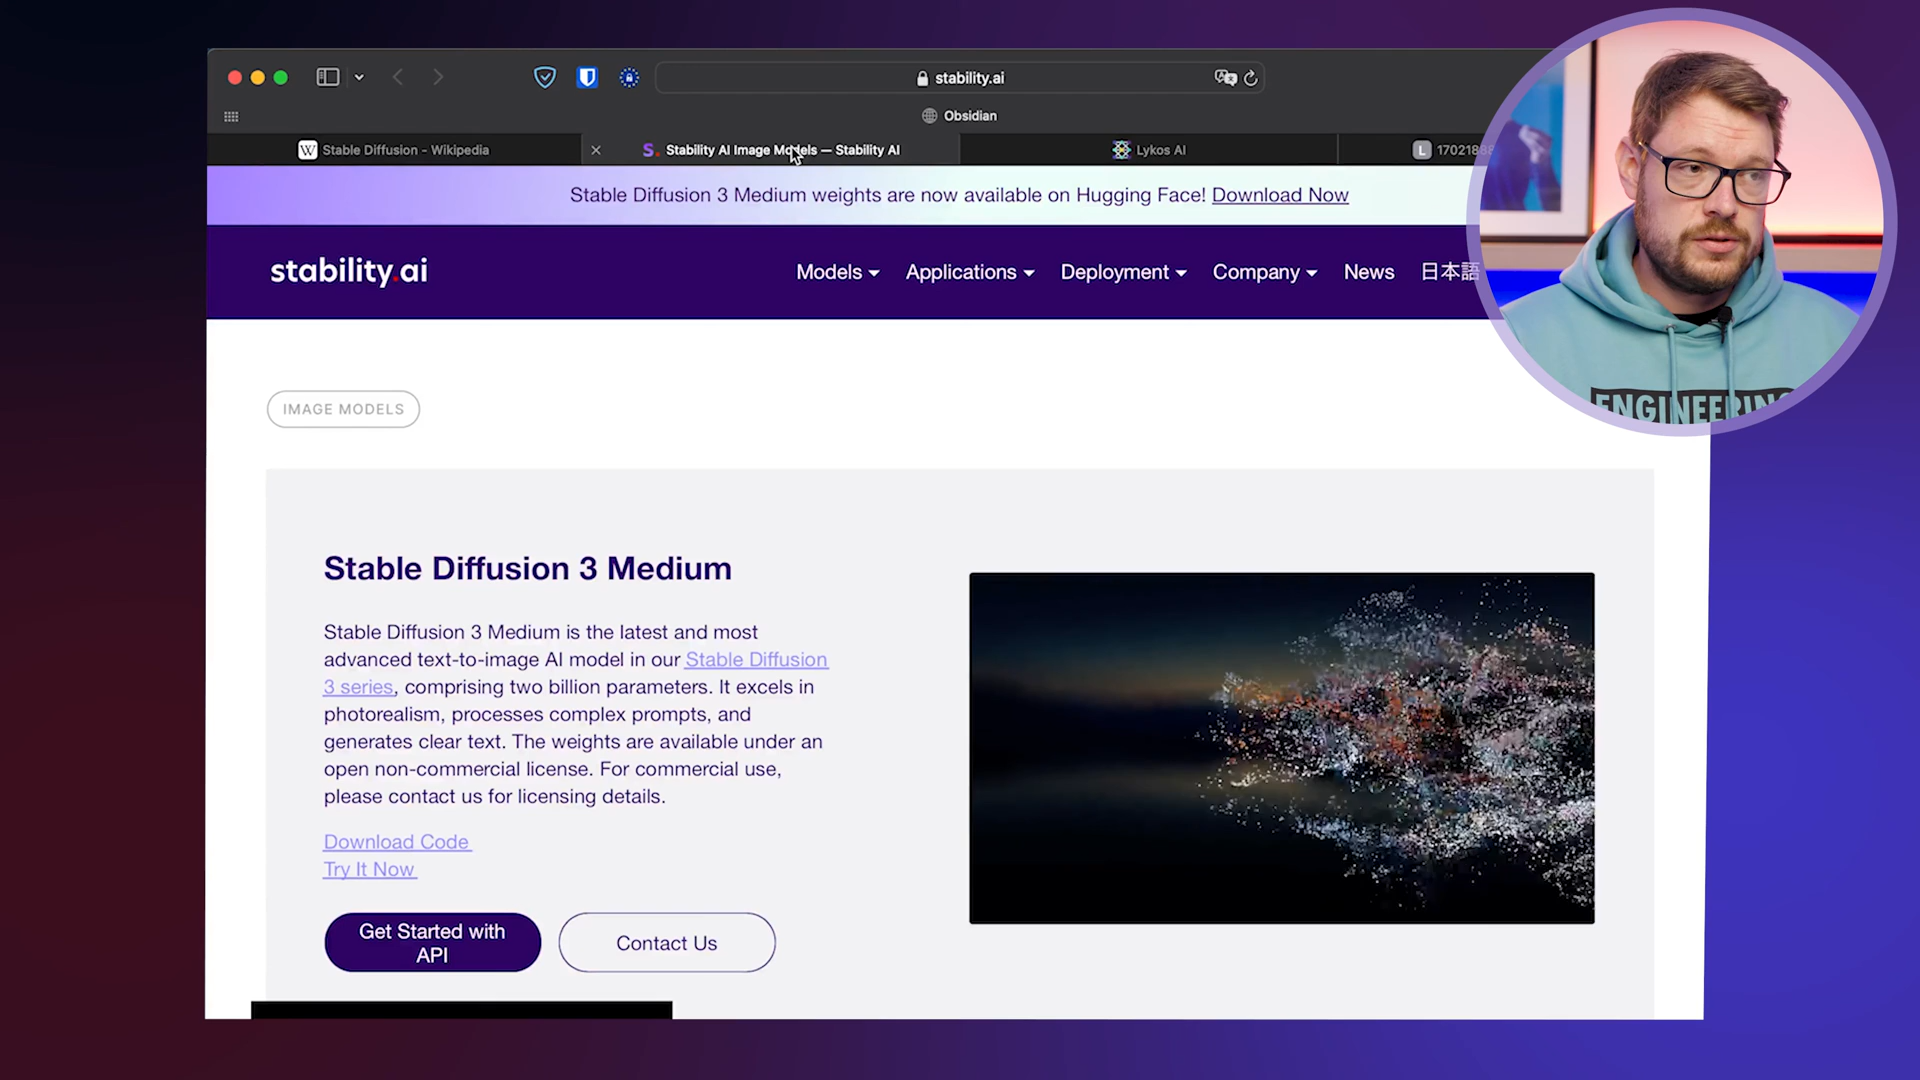 stability.ai
Obsidian
W Stable Diffusion - Wikipedia
S. Stability AI Image Models — Stability AI
Lykos AI
L
Stable Diffusion 3 Medium weights are now available on Hugging Face! Download Now
stability.ai
Models
Applications
Deployment
Company
News
日本語
ENGINEERING
IMAGE MODELS
Stable Diffusion 3 Medium
Stable Diffusion 3 Medium is the latest and most
advanced text-to-image AI model in our Stable Diffusion
3 series, comprising two billion parameters. It excels in
photorealism, processes complex prompts, and
generates clear text. The weights are available under an
open non-commercial license. For commercial use,
please contact us for licensing details.
Download Code
Try It Now
Get Started with
API
Contact Us